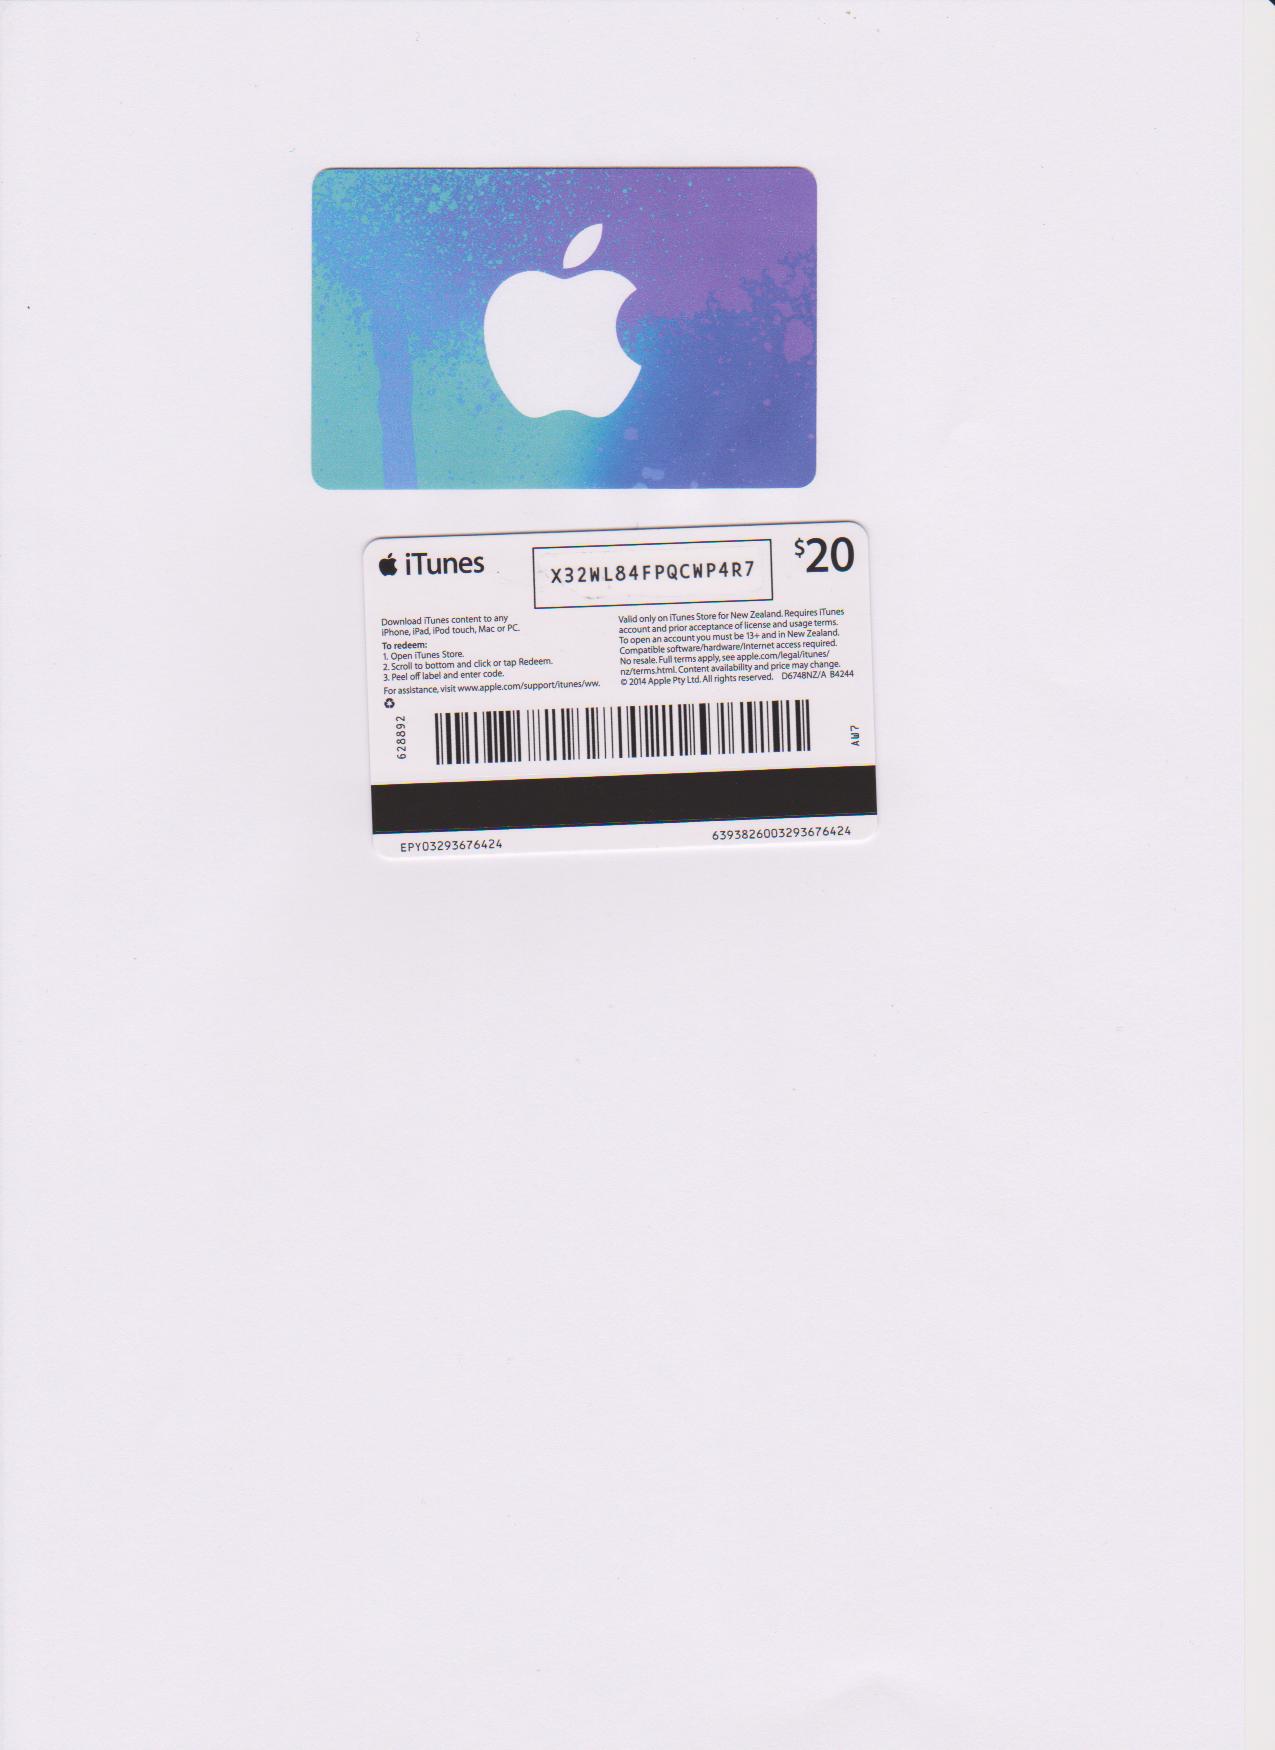 iTunes
X32WL84FPQCWP4R7
$20
Download iTunes content to any
iPhone, iPad, iPod touch, Mac or PC.
To redeem:
1. Open iTunes Store.
2. Scroll to bottom and click or tap Redeem.
3. Peel off label and enter code.
For assistance, visit www.apple.com/support/itunes/ww.
Valid only on iTunes Store for New Zealand. Requires iTunes
account and prior acceptance of license and usage terms.
To open an account you must be 13+ and in New Zealand.
Compatible software/hardware/Internet access required.
No resale. Full terms apply, see apple.com/legal/itunes/
nz/terms.html. Content availability and price may change.
© 2014 Apple Pty Ltd. All rights reserved. D6748NZ/A B4244
628892
AW7
EPY03293676424
6393826003293676424